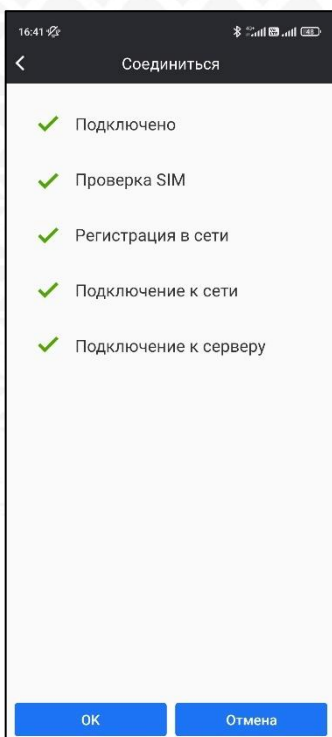 16:41
Соединиться
Подключено
Проверка SIM
Регистрация в сети
Подключение к сети
Подключение к серверу
OK
Отмена